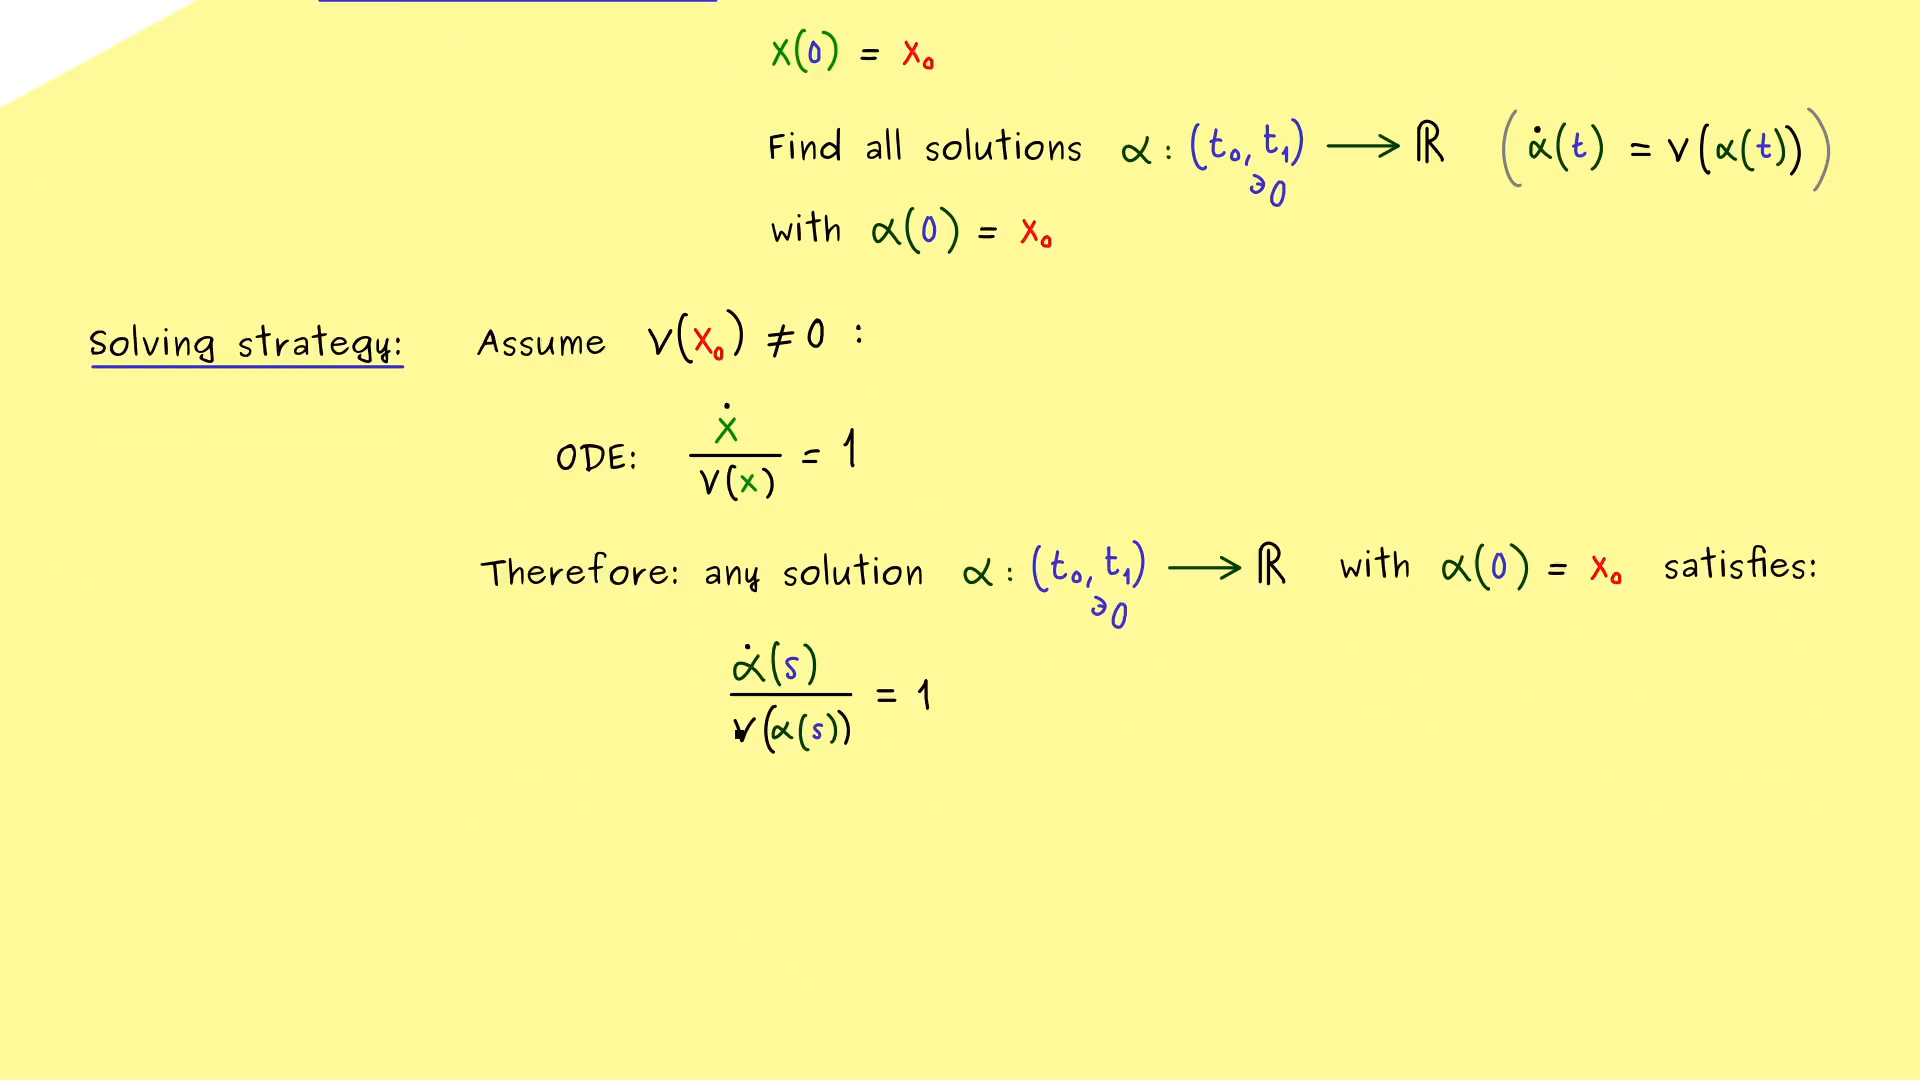 x(0) = x₀
Find all solutions α : (t₀, t₁) ⟶ ℝ (α̇(t) = v(α(t)))
∋0
with α(0) = x₀
Solving strategy: Assume v(x₀) ≠ 0 :
ODE: ẋ / v(x) = 1
Therefore: any solution α : (t₀, t₁) ⟶ ℝ with α(0) = x₀ satisfies:
∋0
α̇(s) / v(α(s)) = 1